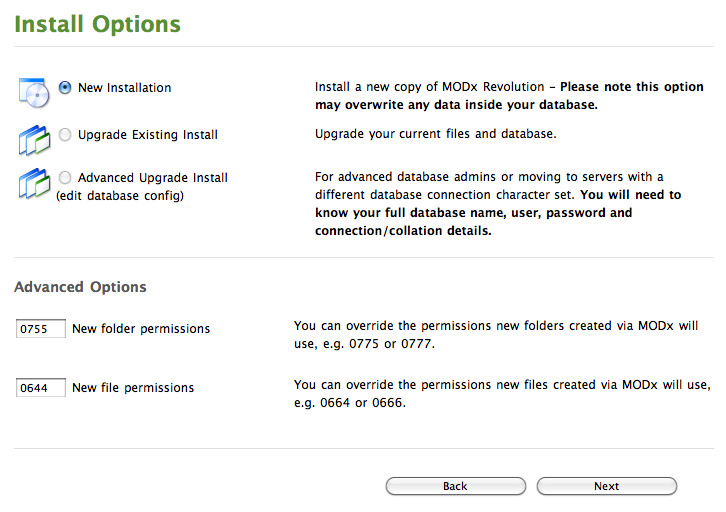 Install Options
New Installation
Install a new copy of MODx Revolution – Please note this option
may overwrite any data inside your database.
Upgrade Existing Install
Upgrade your current files and database.
Advanced Upgrade Install
(edit database config)
For advanced database admins or moving to servers with a
different database connection character set. You will need to
know your full database name, user, password and
connection/collation details.
Advanced Options
0755 New folder permissions
You can override the permissions new folders created via MODx will
use, e.g. 0775 or 0777.
0644 New file permissions
You can override the permissions new files created via MODx will use,
e.g. 0664 or 0666.
Back
Next